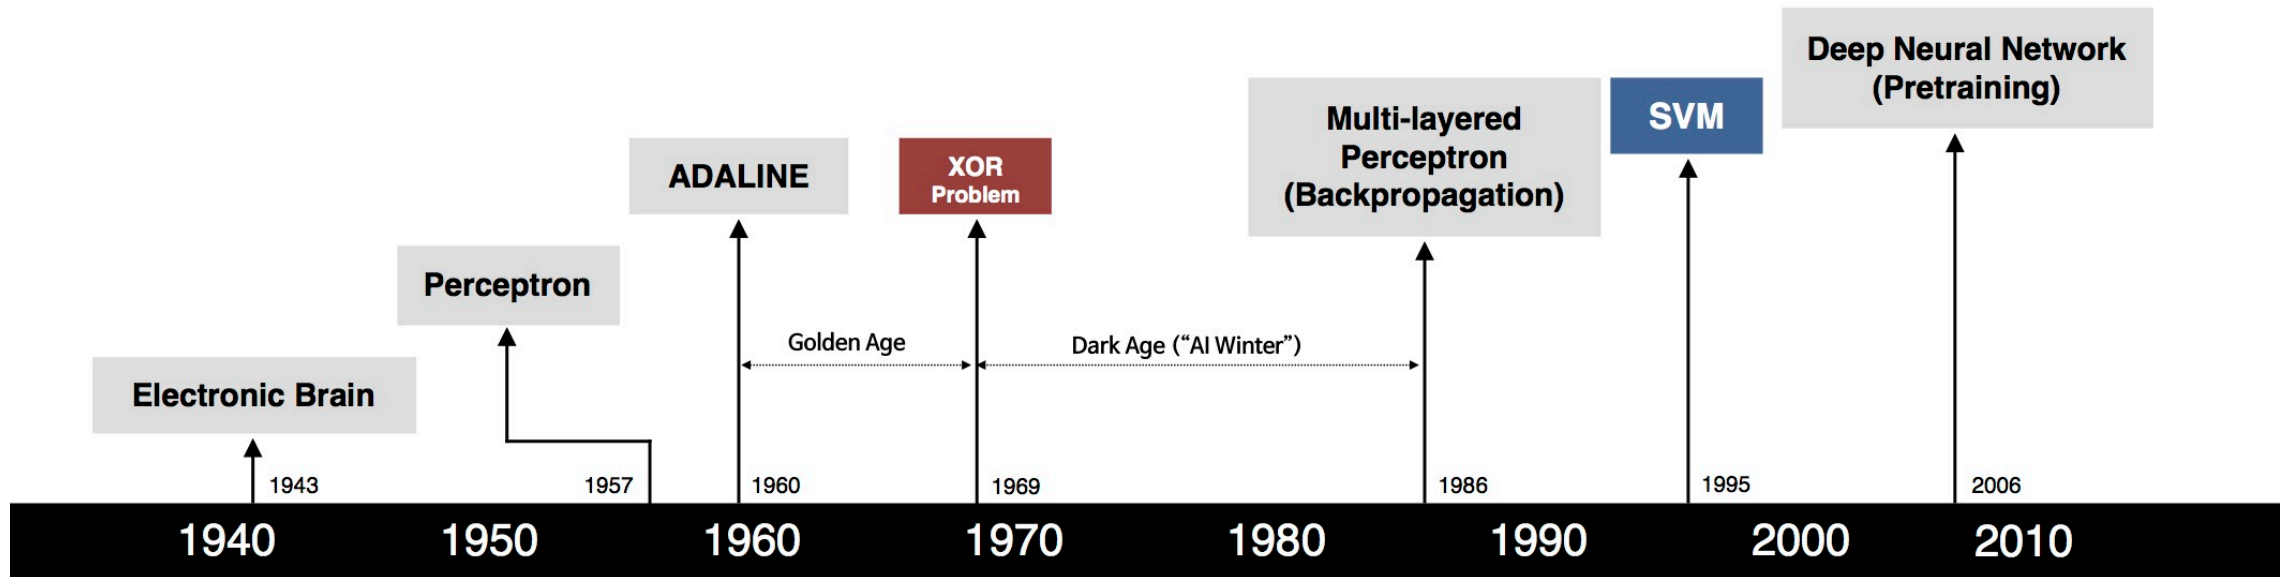 Deep Neural Network
(Pretraining)
Multi-layered
Perceptron
(Backpropagation)
SVM
ADALINE
XOR
Problem
Perceptron
Golden Age
Dark Age (“AI Winter”)
Electronic Brain
1943
1957
1960
1969
1986
1995
2006
1940
1950
1960
1970
1980
1990
2000
2010